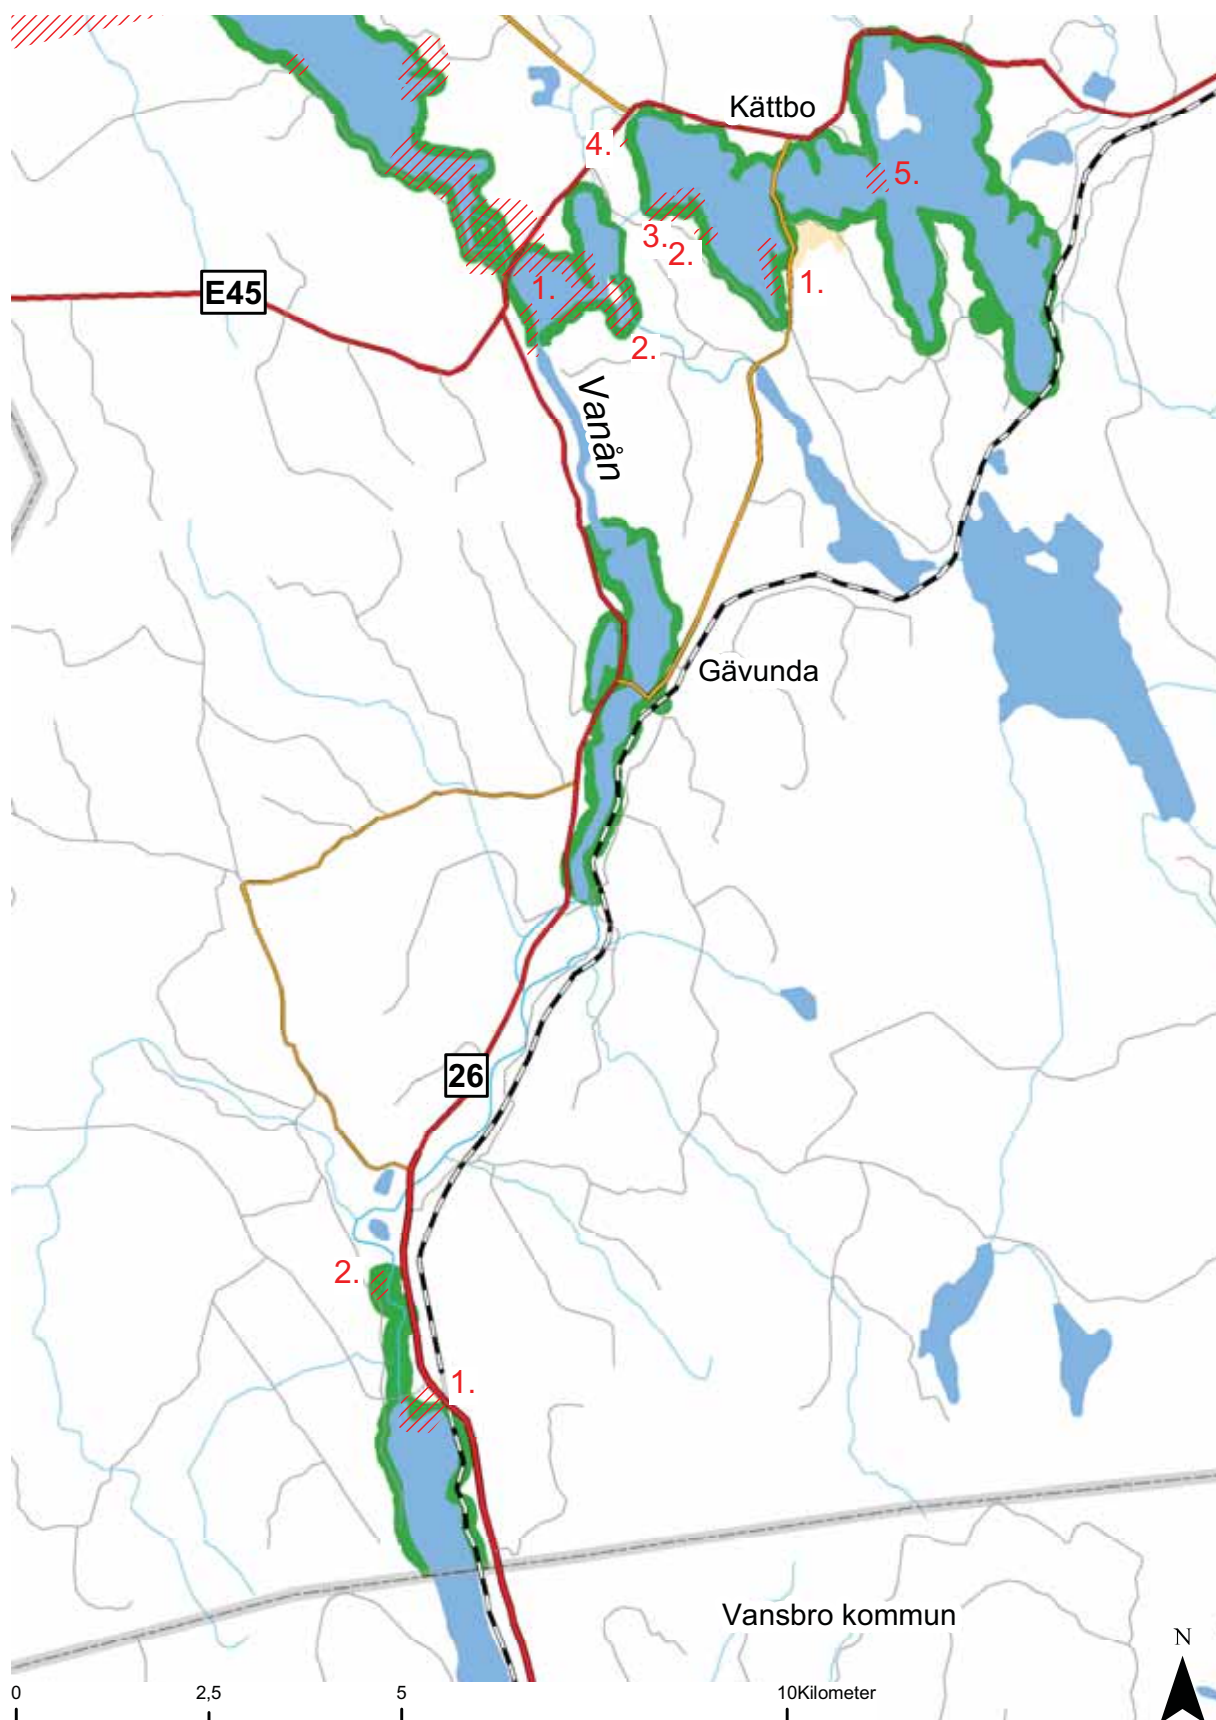 Kättbo
4.
5.
3.
2.
1.
E45
1.
2.
Vanån
Gävunda
26
2.
1.
Vansbro kommun
N
0
2,5
5
10Kilometer